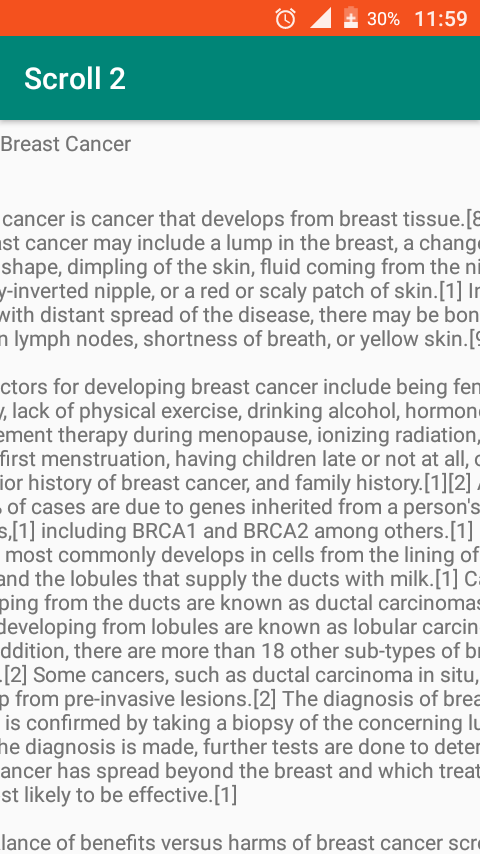 30% 11:59
Scroll 2
Breast Cancer
cancer is cancer that develops from breast tissue.[8
ast cancer may include a lump in the breast, a change
shape, dimpling of the skin, fluid coming from the ni
y-inverted nipple, or a red or scaly patch of skin.[1] In
with distant spread of the disease, there may be bon
n lymph nodes, shortness of breath, or yellow skin.[9
ctors for developing breast cancer include being fem
y, lack of physical exercise, drinking alcohol, hormone
ement therapy during menopause, ionizing radiation,
first menstruation, having children late or not at all, o
ior history of breast cancer, and family history.[1][2] A
% of cases are due to genes inherited from a person's
s,[1] including BRCA1 and BRCA2 among others.[1]
most commonly develops in cells from the lining of
and the lobules that supply the ducts with milk.[1] Ca
ping from the ducts are known as ductal carcinomas
developing from lobules are known as lobular carcin
ddition, there are more than 18 other sub-types of br
.[2] Some cancers, such as ductal carcinoma in situ,
p from pre-invasive lesions.[2] The diagnosis of brea
is confirmed by taking a biopsy of the concerning lu
he diagnosis is made, further tests are done to deter
ancer has spread beyond the breast and which treat
st likely to be effective.[1]
lance of benefits versus harms of breast cancer scre